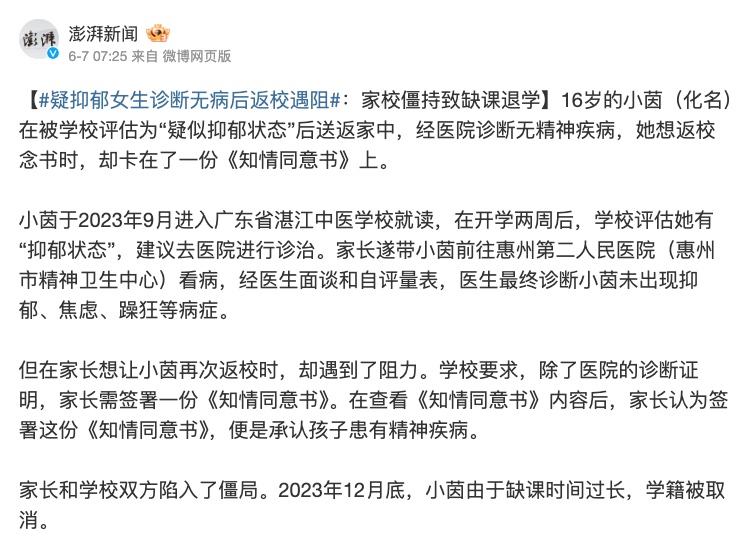 澎湃
澎湃新闻
6-7 07:25 来自 微博网页版
【#疑抑郁女生诊断无病后返校遇阻#：家校僵持致缺课退学】16岁的小茵（化名）
在被学校评估为“疑似抑郁状态”后送返家中，经医院诊断无精神疾病，她想返校
念书时，却卡在了一份《知情同意书》上。
小茵于2023年9月进入广东省湛江中医学校就读，在开学两周后，学校评估她有
“抑郁状态”，建议去医院进行诊治。家长遂带小茵前往惠州第二人民医院（惠州
市精神卫生中心）看病，经医生面谈和自评量表，医生最终诊断小茵未出现抑
郁、焦虑、躁狂等病症。
但在家长想让小茵再次返校时，却遇到了阻力。学校要求，除了医院的诊断证
明，家长需签署一份《知情同意书》。在查看《知情同意书》内容后，家长认为签
署这份《知情同意书》，便是承认孩子患有精神疾病。
家长和学校双方陷入了僵局。2023年12月底，小茵由于缺课时间过长，学籍被取
消。